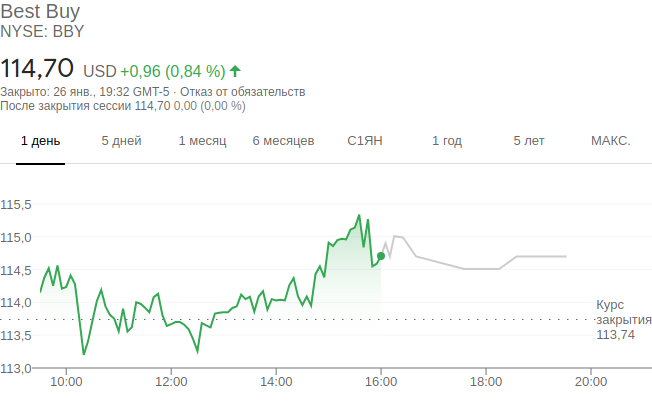 Best Buy
NYSE: BBY
114,70 USD +0,96 (0,84 %)
Закрыто: 26 янв., 19:32 GMT-5 · Отказ от обязательств
После закрытия сессии 114,70 0,00 (0,00 %)
1 день 5 дней 1 месяц 6 месяцев С1ЯН 1 год 5 лет МАКС.
115,5
115,0
114,5
114,0
113,5
113,0
Курс
закрытия
113,74
10:00 12:00 14:00 16:00 18:00 20:00